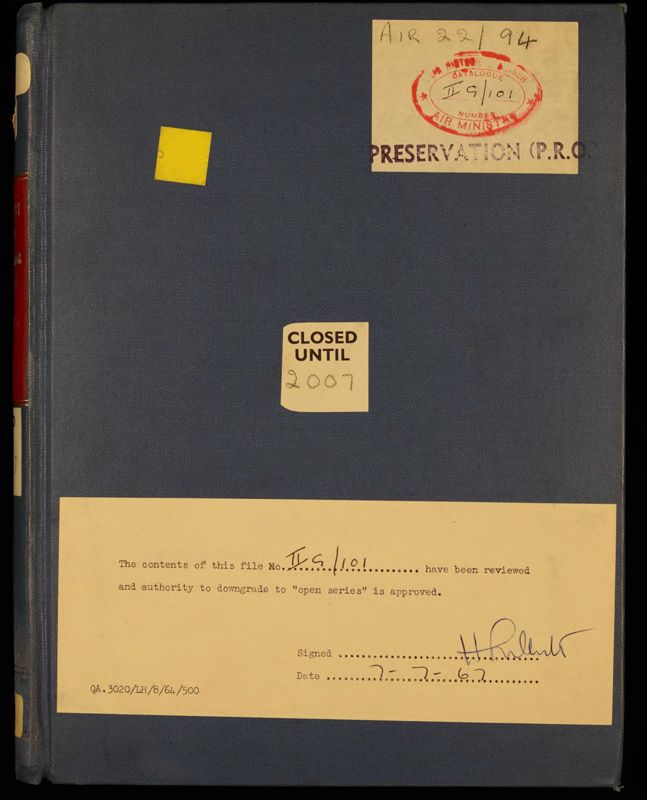 AIR 22/94
CATALOGUE
II G/101
NUMBER
AIR MINISTRY
PRESERVATION (P.R.O.
CLOSED
UNTIL
2007
The contents of this file No. II G/101 have been reviewed
and authority to downgrade to "open series" is approved.
Signed
Date 7-7-67
QA.3020/LH/8/64/500